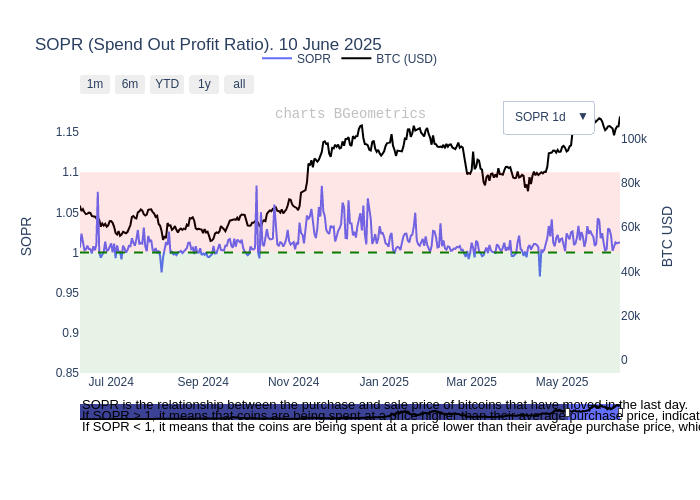 SOPR (Spend Out Profit Ratio). 10 June 2025
SOPR
BTC (USD)
1m
6m
YTD
1y
all
charts BGeometrics
SOPR 1d
▼
1.15
1.1
1.05
1
0.95
0.9
0.85
SOPR
100k
80k
60k
40k
20k
0
BTC USD
Jul 2024
Sep 2024
Nov 2024
Jan 2025
Mar 2025
May 2025
SOPR is the relationship between the purchase and sale price of bitcoins that have moved in the last day.
If SOPR > 1, it means that coins are being spent at a price higher than their average purchase price, indicat
If SOPR < 1, it means that the coins are being spent at a price lower than their average purchase price, whic